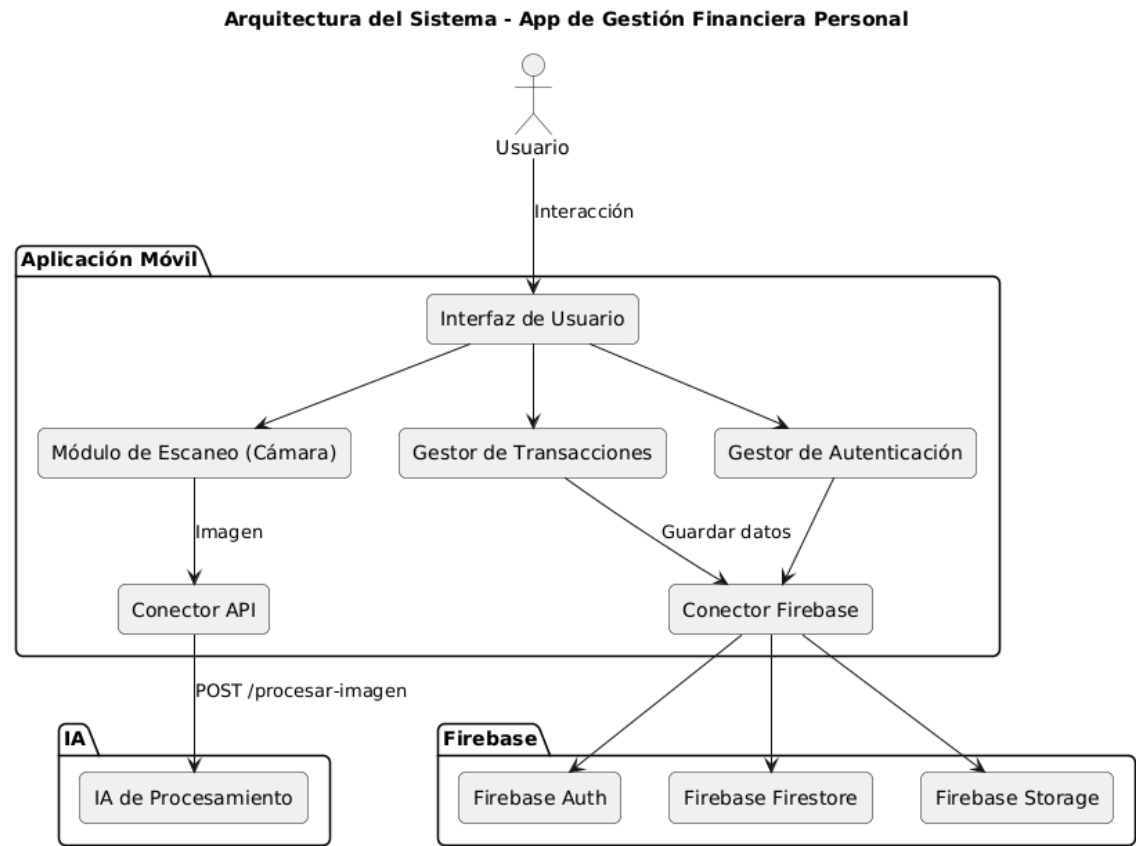 Arquitectura del Sistema - App de Gestión Financiera Personal
Usuario
Interacción
Aplicación Móvil
Interfaz de Usuario
Módulo de Escaneo (Cámara)
Gestor de Transacciones
Gestor de Autenticación
Imagen
Guardar datos
Conector API
Conector Firebase
POST /procesar-imagen
IA
Firebase
IA de Procesamiento
Firebase Auth
Firebase Firestore
Firebase Storage